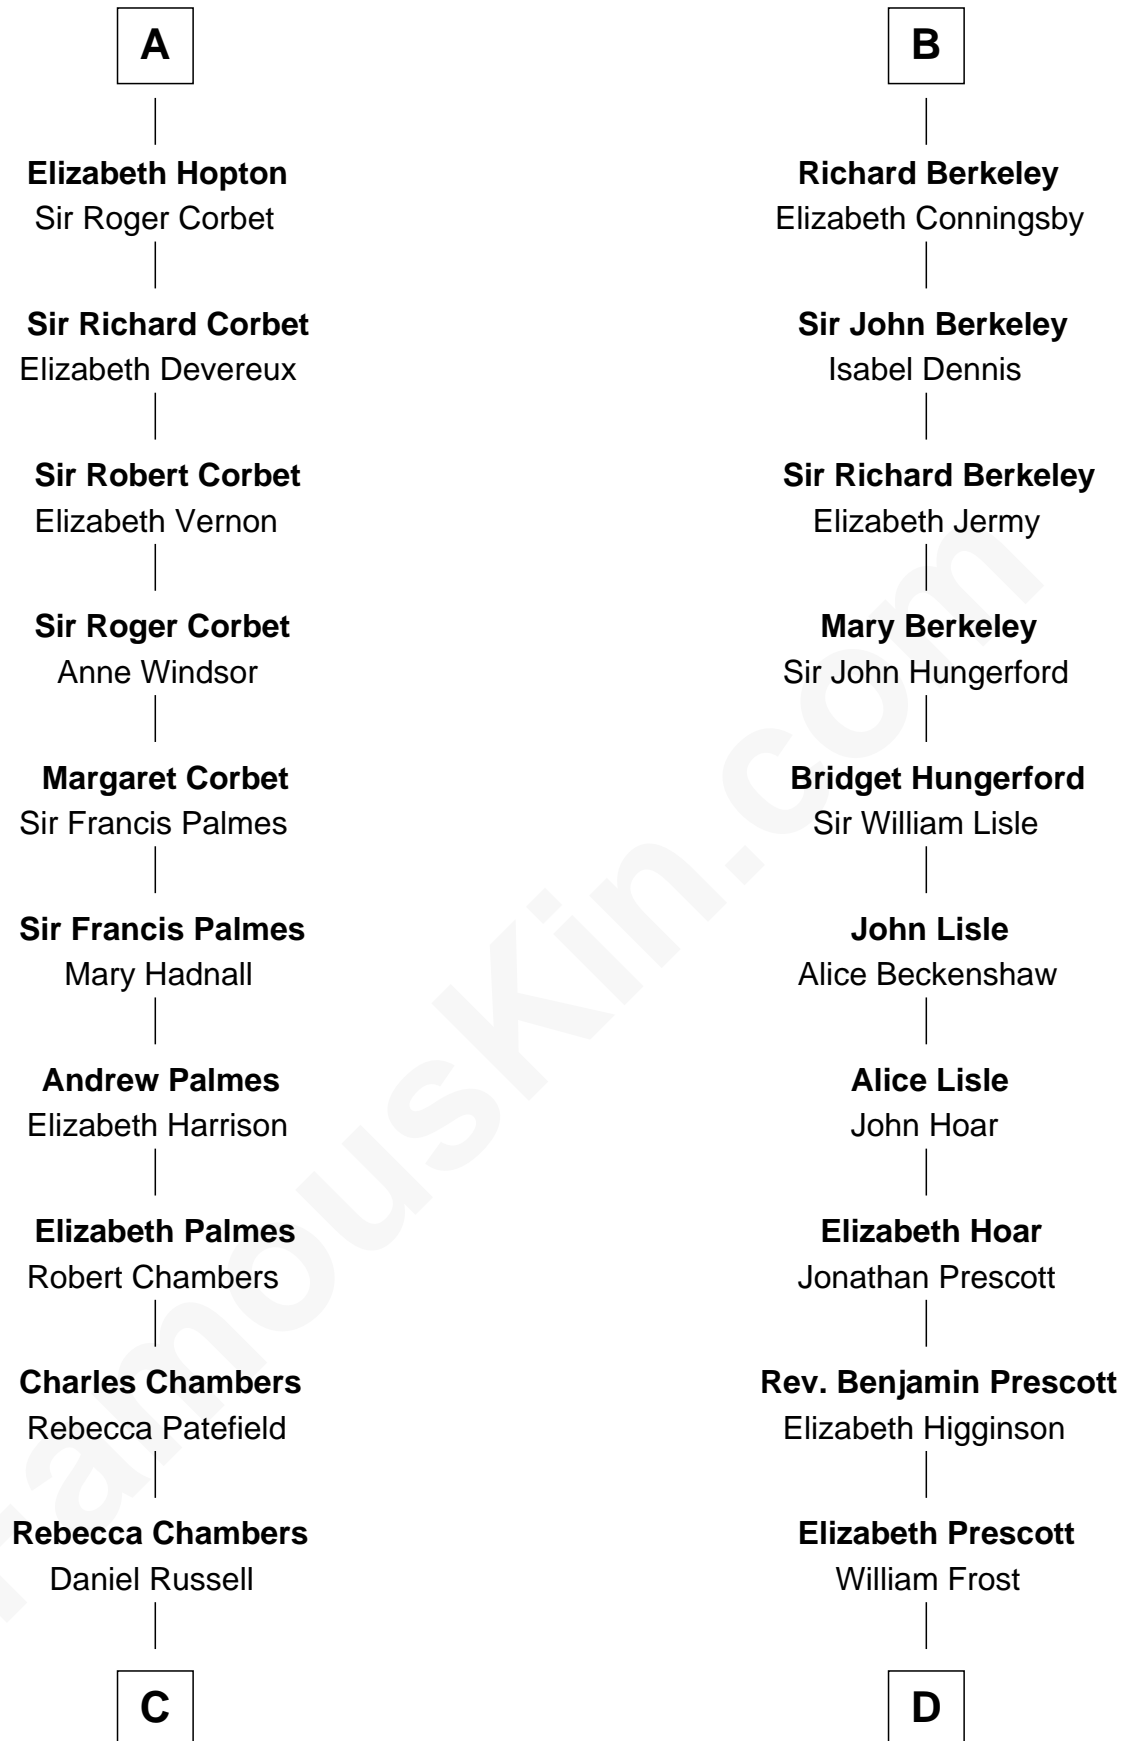 A
Elizabeth Hopton
Sir Roger Corbet
Sir Richard Corbet
Elizabeth Devereux
Sir Robert Corbet
Elizabeth Vernon
Sir Roger Corbet
Anne Windsor
Margaret Corbet
Sir Francis Palmes
Sir Francis Palmes
Mary Hadnall
Andrew Palmes
Elizabeth Harrison
Elizabeth Palmes
Robert Chambers
Charles Chambers
Rebecca Patefield
Rebecca Chambers
Daniel Russell
C
B
Richard Berkeley
Elizabeth Conningsby
Sir John Berkeley
Isabel Dennis
Sir Richard Berkeley
Elizabeth Jermy
Mary Berkeley
Sir John Hungerford
Bridget Hungerford
Sir William Lisle
John Lisle
Alice Beckenshaw
Alice Lisle
John Hoar
Elizabeth Hoar
Jonathan Prescott
Rev. Benjamin Prescott
Elizabeth Higginson
Elizabeth Prescott
William Frost
D
FamousKin.com